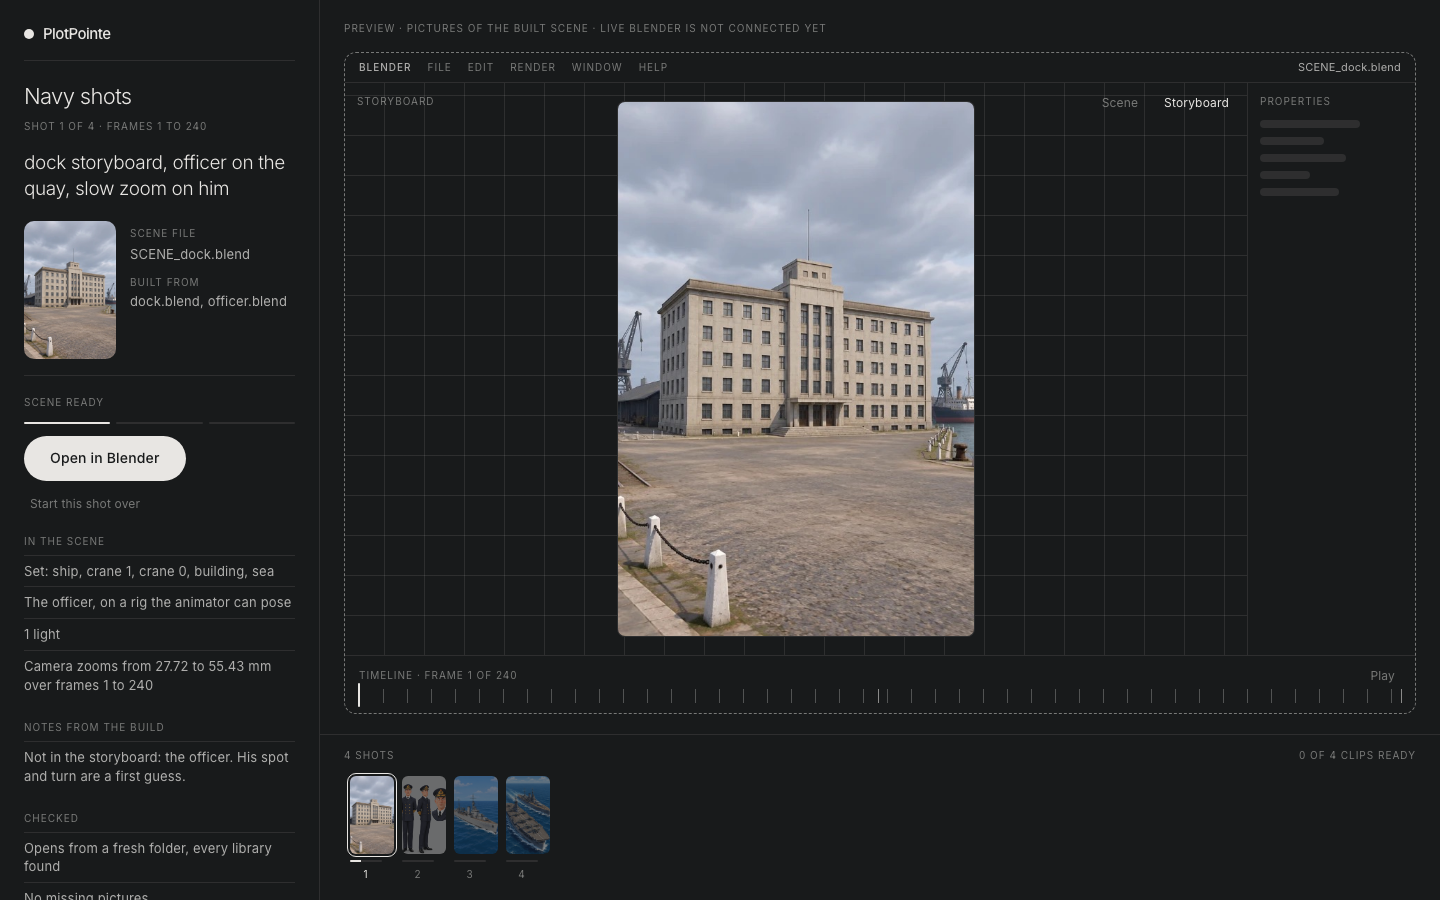 PlotPointe
Navy shots
SHOT 1 OF 4 · FRAMES 1 TO 240
dock storyboard, officer on the
quay, slow zoom on him
SCENE FILE
SCENE_dock.blend
BUILT FROM
dock.blend, officer.blend
SCENE READY
Open in Blender
Start this shot over
IN THE SCENE
Set: ship, crane 1, crane 0, building, sea
The officer, on a rig the animator can pose
1 light
Camera zooms from 27.72 to 55.43 mm
over frames 1 to 240
NOTES FROM THE BUILD
Not in the storyboard: the officer. His spot
and turn are a first guess.
CHECKED
Opens from a fresh folder, every library
found
No missing pictures
PREVIEW · PICTURES OF THE BUILT SCENE · LIVE BLENDER IS NOT CONNECTED YET
BLENDER FILE EDIT RENDER WINDOW HELP
SCENE_dock.blend
STORYBOARD
Scene Storyboard
PROPERTIES
TIMELINE · FRAME 1 OF 240
Play
4 SHOTS
0 OF 4 CLIPS READY
1 2 3 4